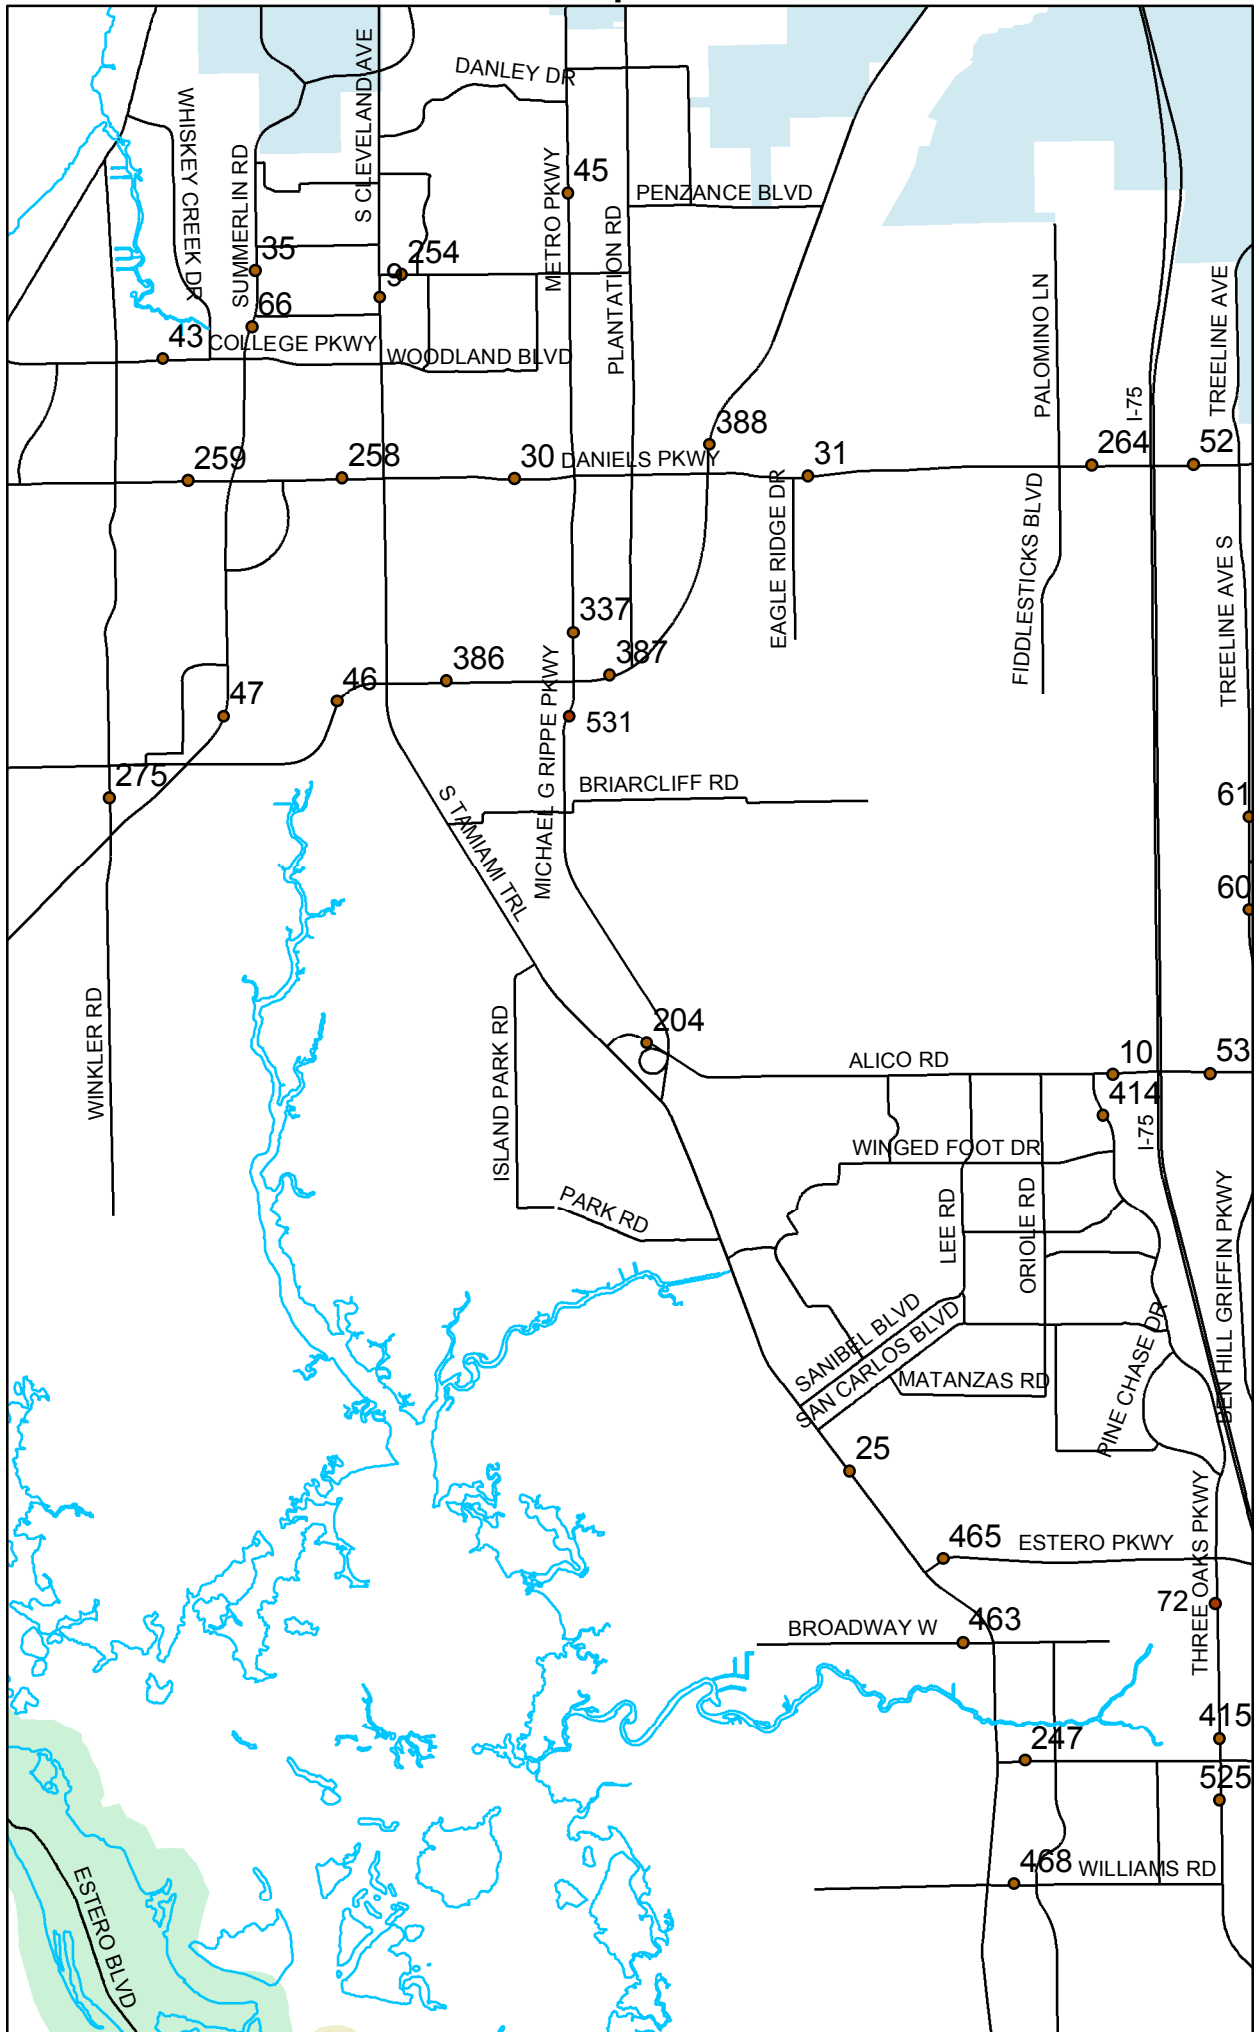 S CLEVELAND AVE
DANLEY DR
WHISKEY CREEK DR
SUMMERLIN RD
METRO PKWY
45
PENZANCE BLVD
PLANTATION RD
35
9
254
66
43
COLLEGE PKWY
WOODLAND BLVD
PALOMINO LN
TREELINE AVE
I-75
388
259
258
30
DANIELS PKWY
31
264
52
EAGLE RIDGE DR
FIDDLESTICKS BLVD
TREELINE AVE S
337
387
386
46
47
MICHAEL G RIPPE PKWY
531
275
BRIARCLIFF RD
S TAMIAMI TRL
61
60
WINKLER RD
ISLAND PARK RD
204
ALICO RD
10
53
414
I-75
WINGED FOOT DR
PARK RD
LEE RD
ORIOLE RD
BEN HILL GRIFFIN PKWY
SANIBEL BLVD
SAN CARLOS BLVD
MATANZAS RD
PINE CHASE DR
25
465
ESTERO PKWY
THREE OAKS PKWY
72
BROADWAY W
463
415
247
525
468
WILLIAMS RD
ESTERO BLVD